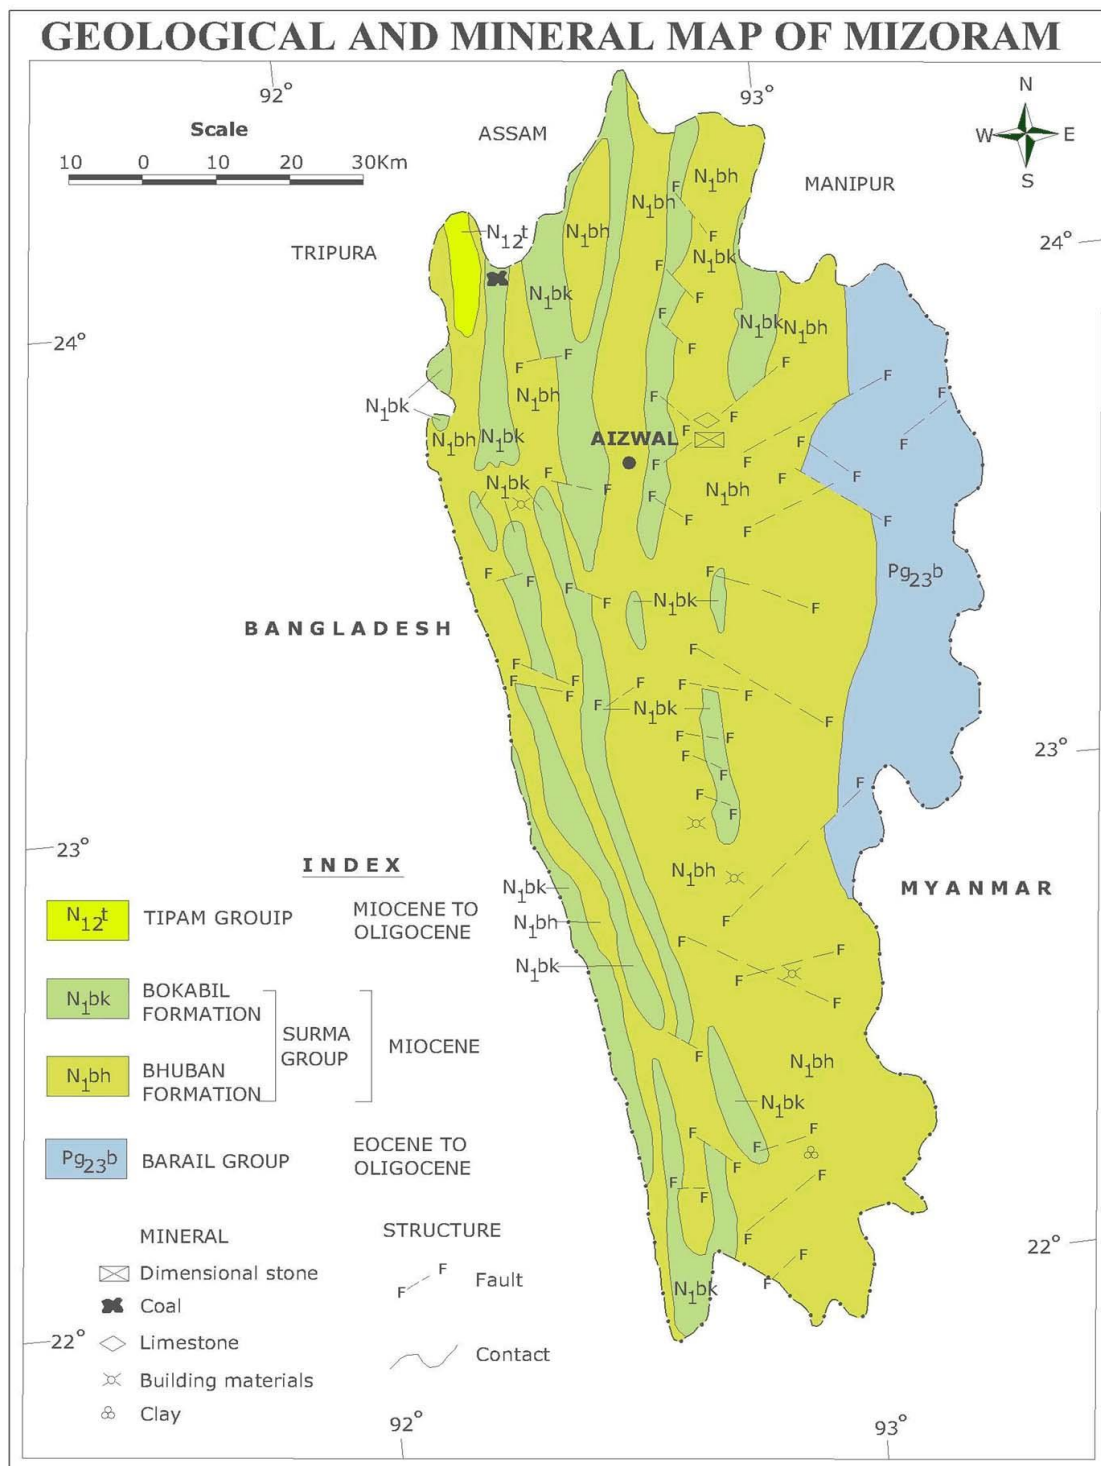 GEOLOGICAL AND MINERAL MAP OF MIZORAM
92° 93°
Scale
10 0 10 20 30Km
ASSAM
N
W E
S
MANIPUR
TRIPURA
24°
24°
N12t
N1bh
N1bh
N1bh
N1bk
N1bk
N1bk
N1bh
N1bk
N1bh
N1bh
N1bk
AIZWAL
N1bk
N1bh
Pg23b
N1bk
BANGLADESH
N1bk
23°
23°
N1bh
MYANMAR
N1bk
N1bh
N1bk
N1bh
N1bk
N1bk
22°
22°
INDEX
N12t TIPAM GROUIP MIOCENE TO
OLIGOCENE
N1bk BOKABIL
FORMATION
SURMA
GROUP
MIOCENE
N1bh BHUBAN
FORMATION
Pg23b BARAIL GROUP EOCENE TO
OLIGOCENE
MINERAL
Dimensional stone
Coal
Limestone
Building materials
Clay
STRUCTURE
F F Fault
Contact
92° 93°